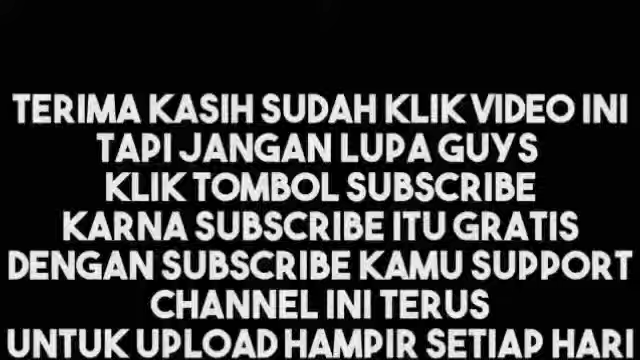 TERIMA KASIH SUDAH KLIK VIDEO INI
TAPI JANGAN LUPA GUYS
KLIK TOMBOL SUBSCRIBE
KARNA SUBSCRIBE ITU GRATIS
DENGAN SUBSCRIBE KAMU SUPPORT
CHANNEL INI TERUS
UNTUK UPLOAD HAMPIR SETIAP HARI